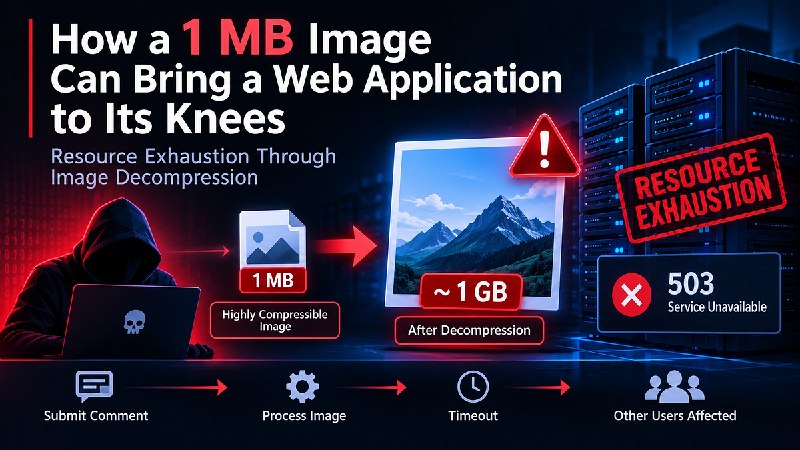 How a 1 MB Image
Can Bring a Web Application
to Its Knees
Resource Exhaustion Through
Image Decompression
1 MB
Highly Compressible
Image
~ 1 GB
After Decompression
RESOURCE
EXHAUSTION
503
Service Unavailable
Submit Comment
Process Image
Timeout
Other Users Affected